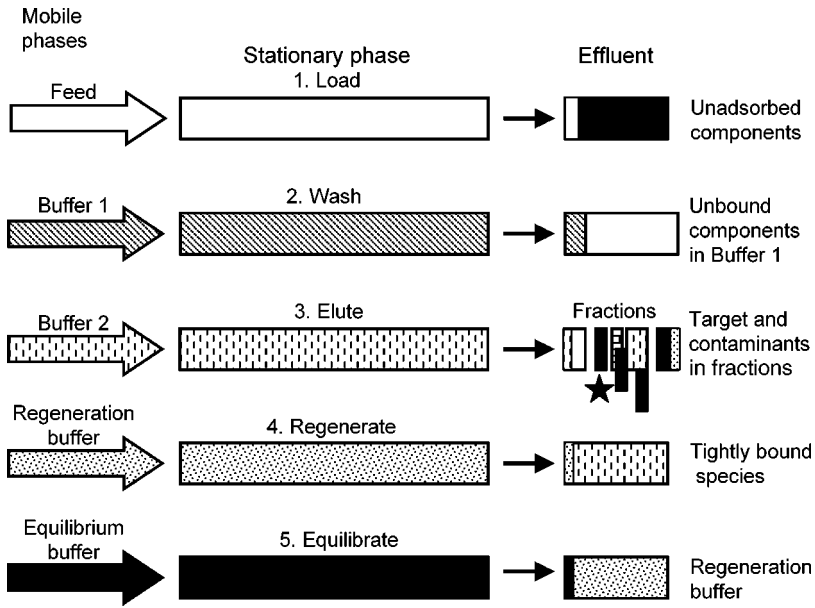 Mobile
phases
Stationary phase
Effluent
Feed
1. Load
Unadsorbed
components
Buffer 1
2. Wash
Unbound
components
in Buffer 1
Buffer 2
3. Elute
Fractions
Target and
contaminants
in fractions
Regeneration
buffer
4. Regenerate
Tightly bound
species
Equilibrium
buffer
5. Equilibrate
Regeneration
buffer